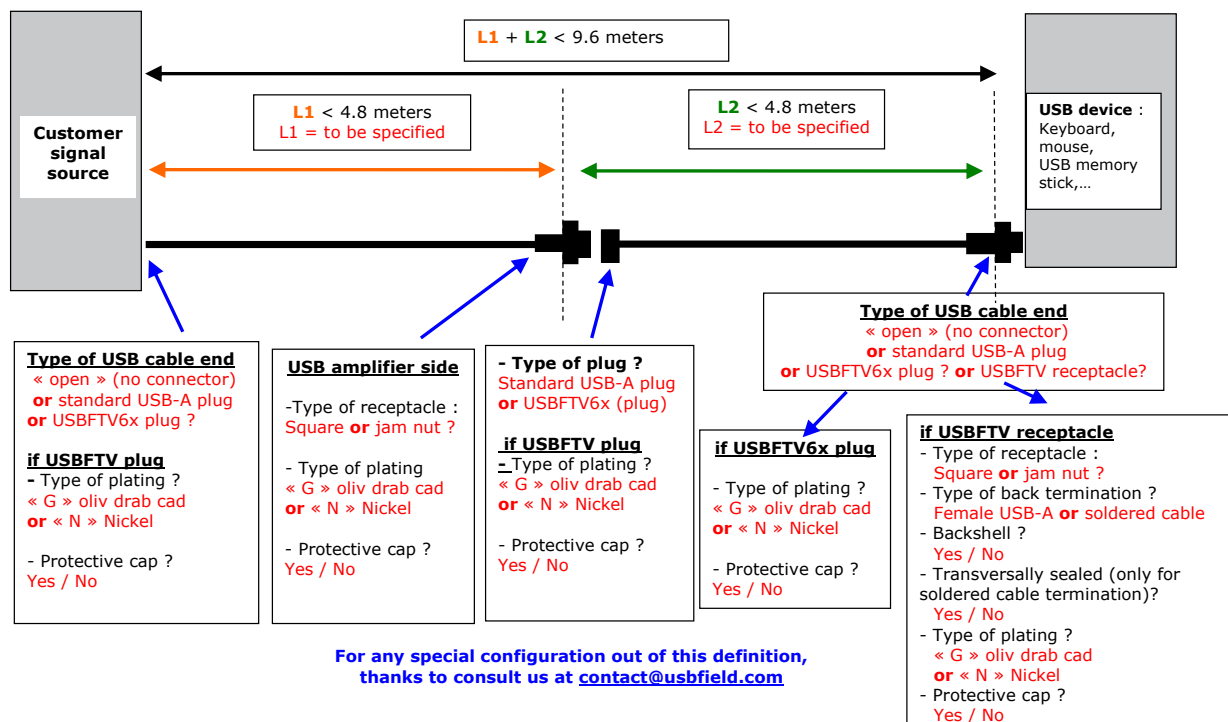 L1 + L2 < 9.6 meters
Customer
signal
source
L1 < 4.8 meters
L1 = to be specified
L2 < 4.8 meters
L2 = to be specified
USB device :
Keyboard,
mouse,
USB memory
stick,…
Type of USB cable end
« open » (no connector)
or standard USB-A plug
or USBFTV6x plug ?
if USBFTV plug
- Type of plating ?
« G » oliv drab cad
or « N » Nickel
- Protective cap ?
Yes / No
USB amplifier side
-Type of receptacle :
Square or jam nut ?
- Type of plating
« G » oliv drab cad
or « N » Nickel
- Protective cap ?
Yes / No
- Type of plug ?
Standard USB-A plug
or USBFTV6x (plug)
if USBFTV plug
- Type of plating ?
« G » oliv drab cad
or « N » Nickel
- Protective cap ?
Yes / No
Type of USB cable end
« open » (no connector)
or standard USB-A plug
or USBFTV6x plug ? or USBFTV receptacle?
if USBFTV6x plug
- Type of plating ?
« G » oliv drab cad
or « N » Nickel
- Protective cap ?
Yes / No
if USBFTV receptacle
- Type of receptacle :
Square or jam nut ?
- Type of back termination ?
Female USB-A or soldered cable
- Backshell ?
Yes / No
- Transversally sealed (only for
soldered cable termination)?
Yes / No
- Type of plating ?
« G » oliv drab cad
or « N » Nickel
- Protective cap ?
Yes / No
For any special configuration out of this definition,
thanks to consult us at contact@usbfield.com